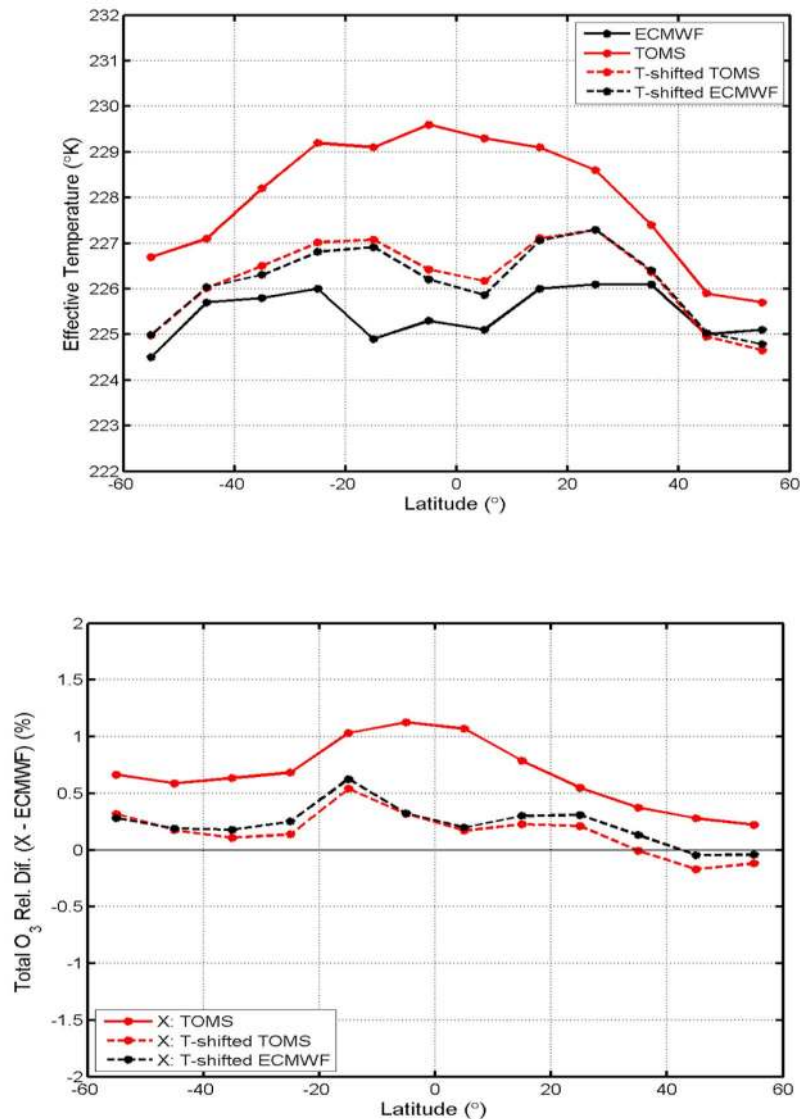 232
231
230
229
228
227
226
225
224
223
222
Effective Temperature (°K)
ECMWF
TOMS
T-shifted TOMS
T-shifted ECMWF
-60 -40 -20 0 20 40 60
Latitude (°)
2
1.5
1
0.5
0
-0.5
-1
-1.5
-2
Total O3 Rel. Dif. (X - ECMWF) (%)
X: TOMS
X: T-shifted TOMS
X: T-shifted ECMWF
-60 -40 -20 0 20 40 60
Latitude (°)